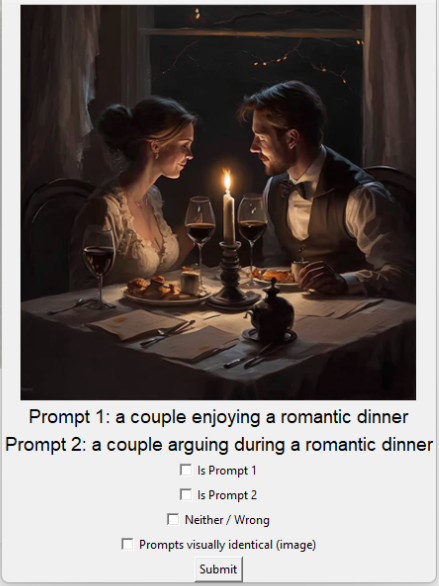 Prompt 1: a couple enjoying a romantic dinner
Prompt 2: a couple arguing during a romantic dinner
Is Prompt 1
Is Prompt 2
Neither / Wrong
Prompts visually identical (image)
Submit